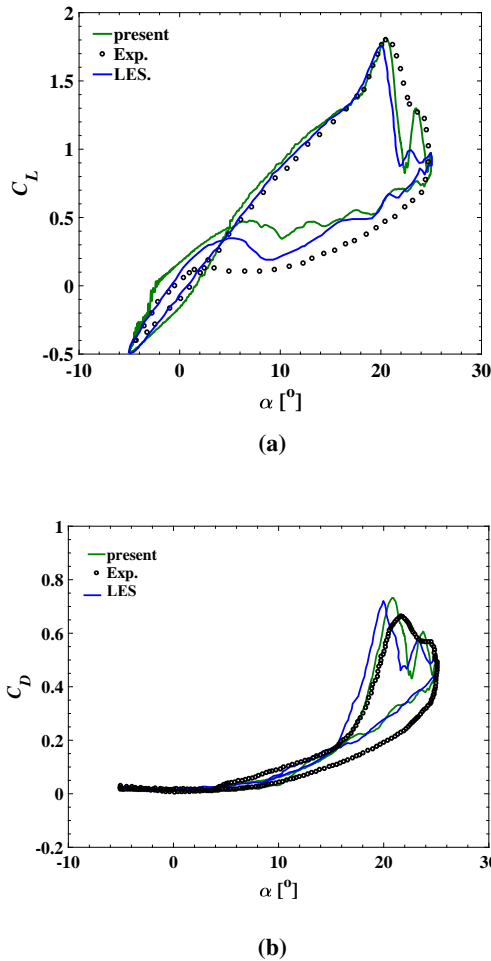 2
present
Exp.
LES.
1.5
1
C_L
0.5
0
-0.5
-10 0 10 20 30
α [°]
(a)
1
present
Exp.
LES
0.8
0.6
C_D
0.4
0.2
0
-0.2
-10 0 10 20 30
α [°]
(b)